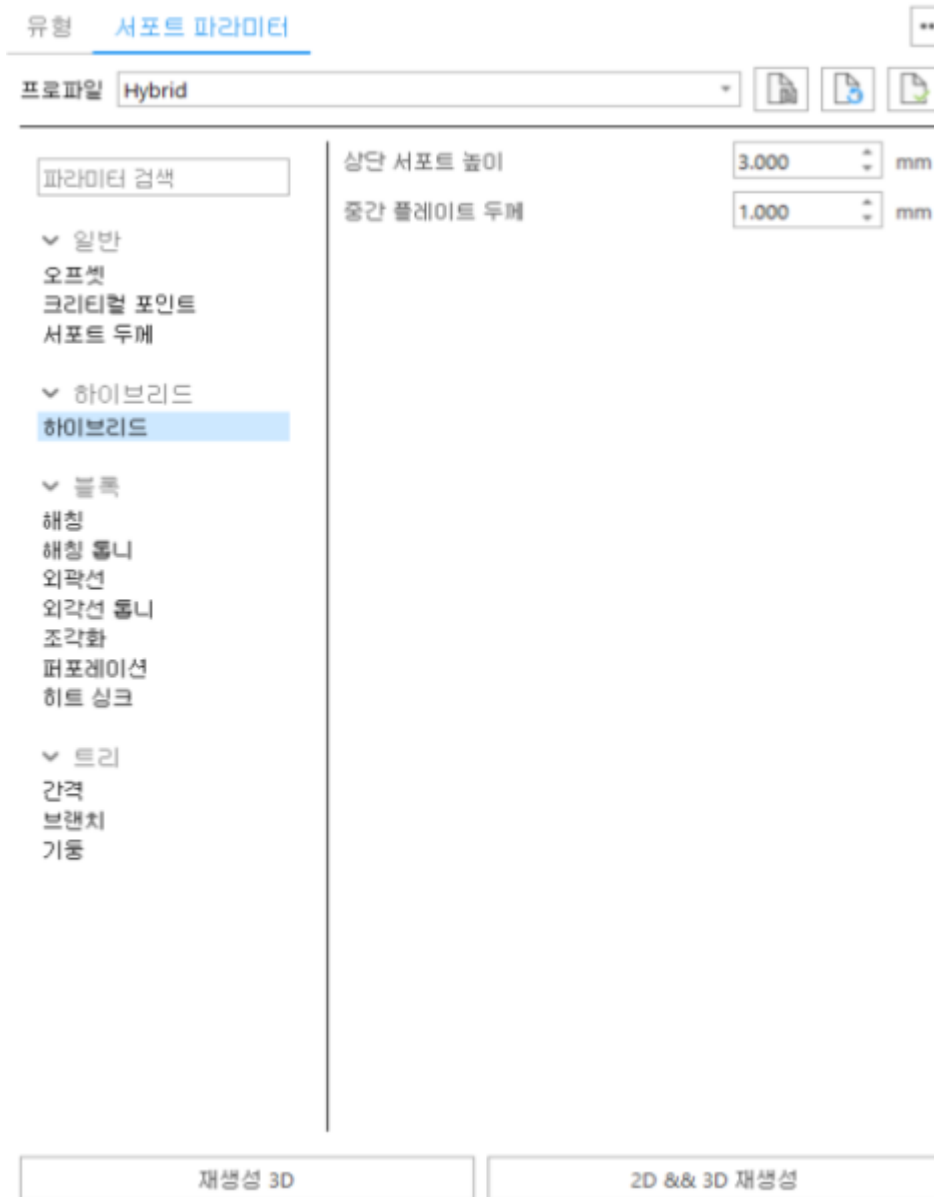 유형 서포트 파라미터
프로파일 Hybrid
파라미터 검색
일반
오프셋
크리티컬 포인트
서포트 두께
하이브리드
하이브리드
블록
해칭
해칭 톱니
외곽선
외각선 톱니
조각화
퍼포레이션
히트 싱크
트리
간격
브랜치
기둥
상단 서포트 높이 3.000 mm
중간 플레이트 두께 1.000 mm
재생성 3D
2D && 3D 재생성